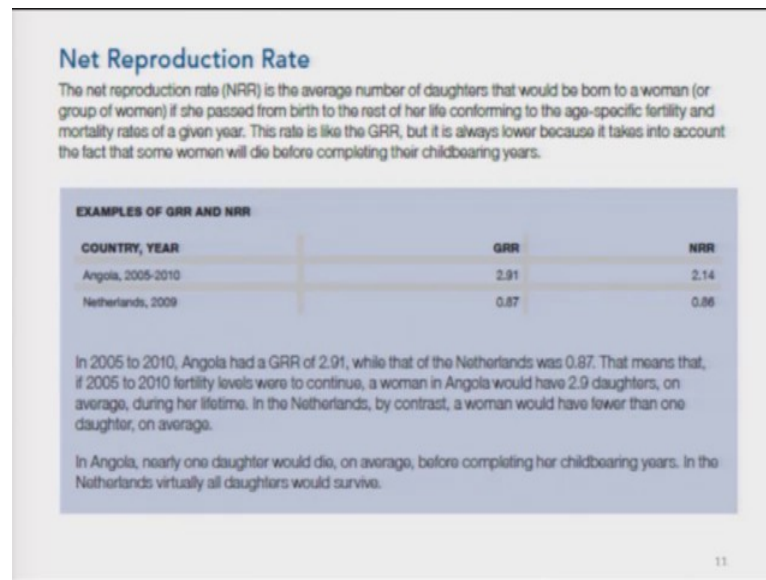 Net Reproduction Rate
The net reproduction rate (NRR) is the average number of daughters that would be born to a woman (or
group of women) if she passed from birth to the rest of her life conforming to the age-specific fertility and
mortality rates of a given year. This rate is like the GRR, but it is always lower because it takes into account
the fact that some women will die before completing their childbearing years.
EXAMPLES OF GRR AND NRR
COUNTRY, YEAR GRR NRR
Angola, 2005-2010 2.91 2.14
Netherlands, 2009 0.87 0.86
In 2005 to 2010, Angola had a GRR of 2.91, while that of the Netherlands was 0.87. That means that,
if 2005 to 2010 fertility levels were to continue, a woman in Angola would have 2.9 daughters, on
average, during her lifetime. In the Netherlands, by contrast, a woman would have fewer than one
daughter, on average.
In Angola, nearly one daughter would die, on average, before completing her childbearing years. In the
Netherlands virtually all daughters would survive.
11